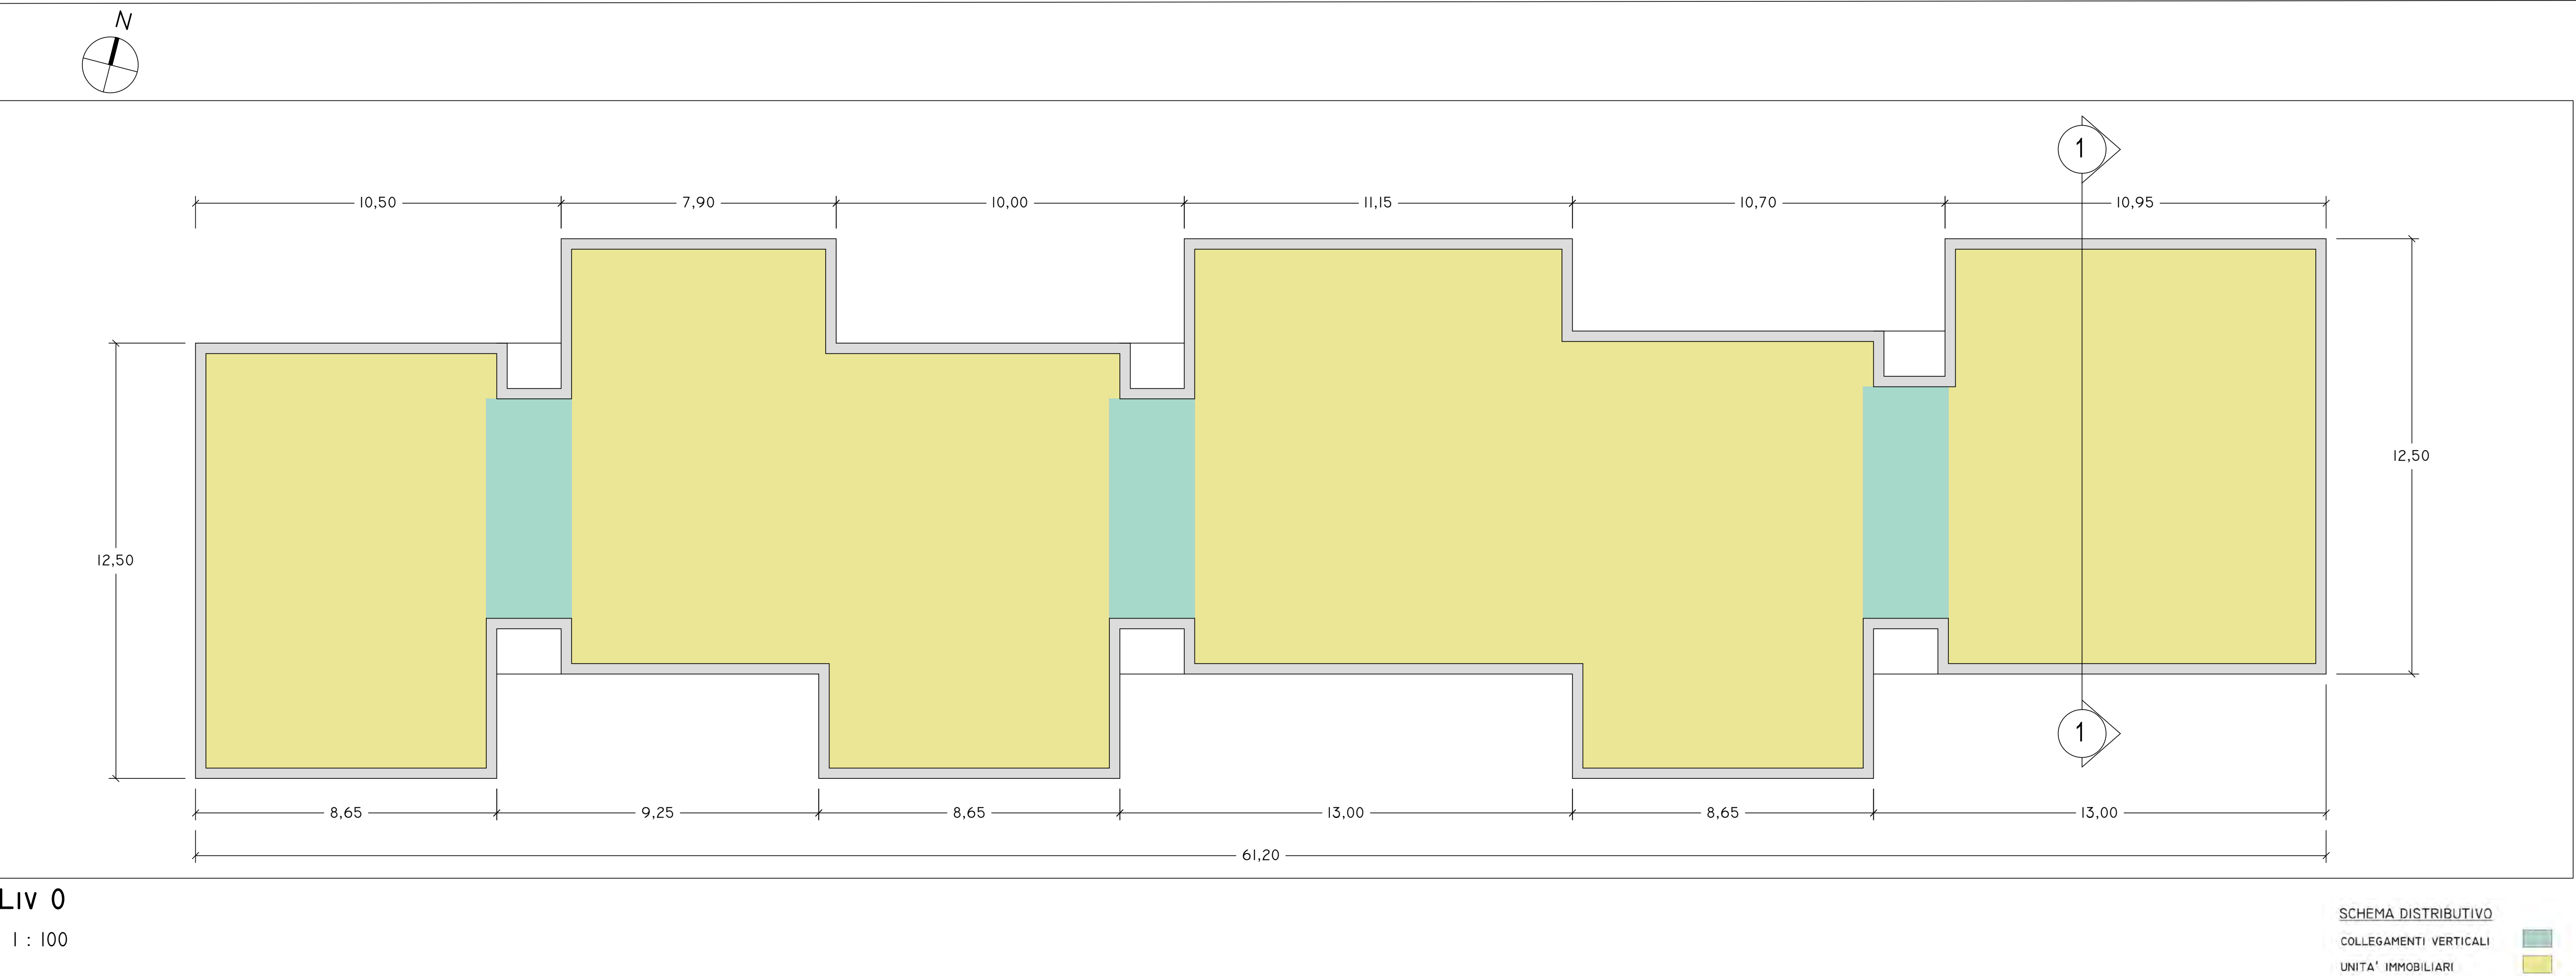 N
1
10,50 7,90 10,00 11,15 10,70 10,95
12,50
12,50
1
8,65 9,25 8,65 13,00 8,65 13,00
61,20
LIV 0
1 : 100
SCHEMA DISTRIBUTIVO
COLLEGAMENTI VERTICALI
UNITA' IMMOBILIARI